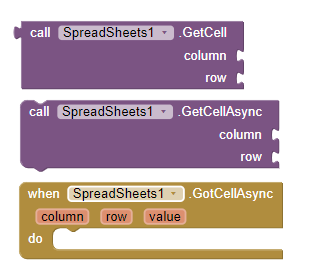 call SpreadSheets1 .GetCell
column
row
call SpreadSheets1 .GetCellAsync
column
row
when SpreadSheets1 .GotCellAsync
column row value
do